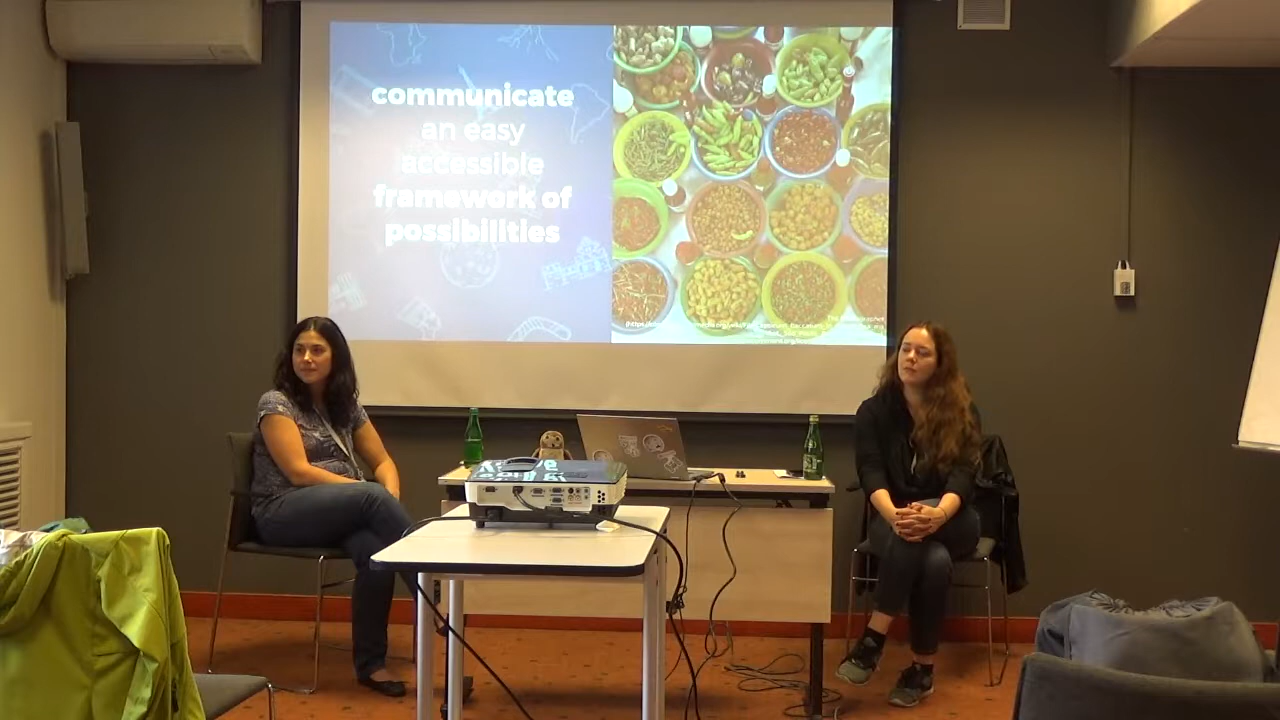 communicate
an easy
accessible
framework of
possibilities